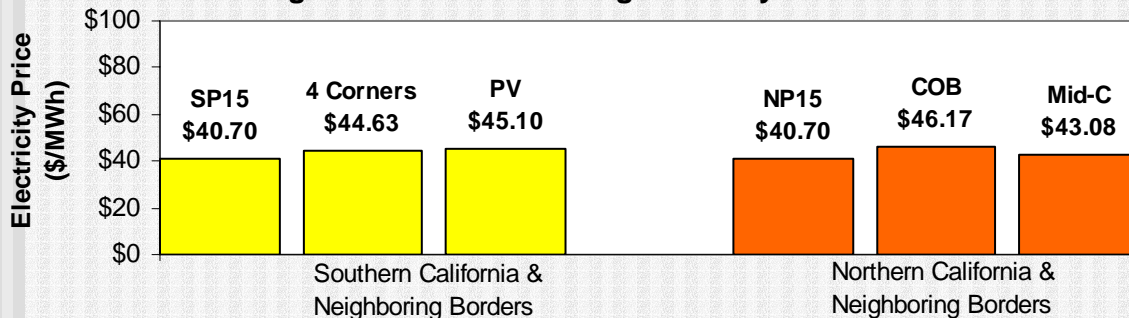 $100
$80
$60
$40
$20
$0
Electricity Price
($/MWh)
SP15
$40.70
4 Corners
$44.63
PV
$45.10
NP15
$40.70
COB
$46.17
Mid-C
$43.08
Southern California &
Neighboring Borders
Northern California &
Neighboring Borders